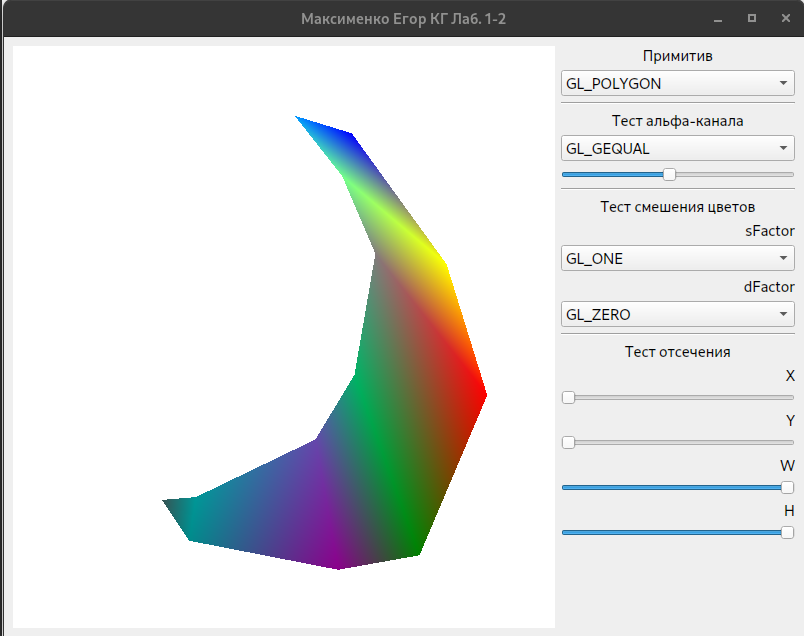 Максименко Егор КГ Лаб. 1-2
Примитив
GL_POLYGON
Тест альфа-канала
GL_GEQUAL
Тест смешения цветов
sFactor
GL_ONE
dFactor
GL_ZERO
Тест отсечения
X
Y
W
H